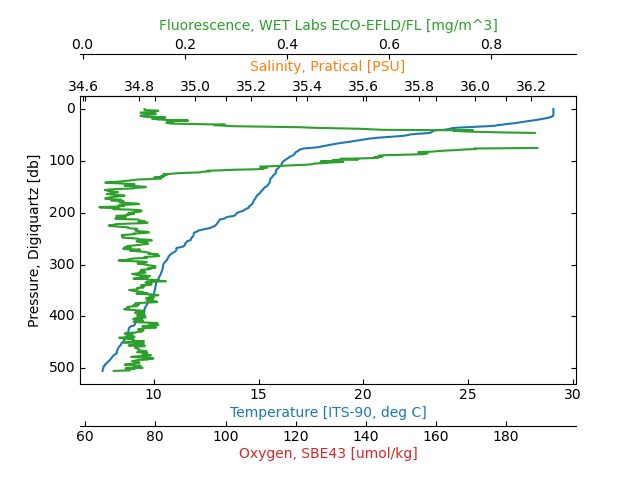 Fluorescence, WET Labs ECO-EFLD/FL [mg/m^3]
0.0 0.2 0.4 0.6 0.8
Salinity, Pratical [PSU]
34.6 34.8 35.0 35.2 35.4 35.6 35.8 36.0 36.2
0
100
200
300
400
500
Pressure, Digiquartz [db]
10 15 20 25 30
Temperature [ITS-90, deg C]
60 80 100 120 140 160 180
Oxygen, SBE43 [umol/kg]